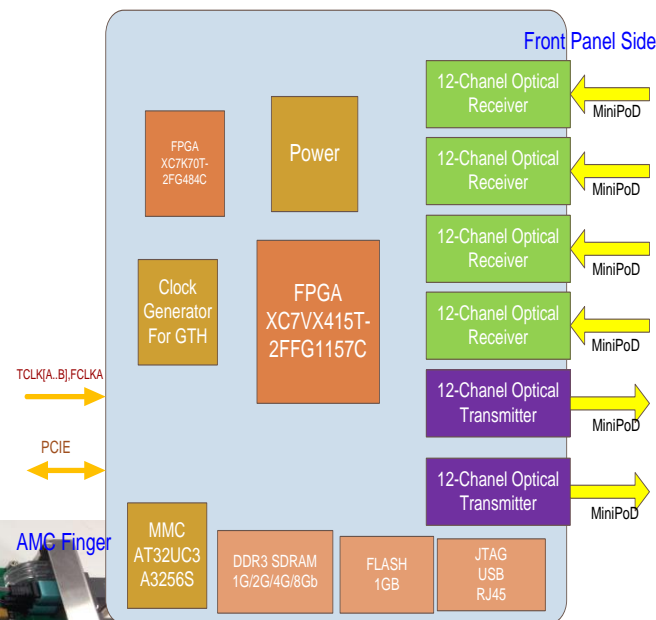 Front Panel Side
12-Chanel Optical
Receiver
MiniPoD
FPGA
XC7K70T-
2FG484C
Power
12-Chanel Optical
Receiver
MiniPoD
12-Chanel Optical
Receiver
MiniPoD
Clock
Generator
For GTH
FPGA
XC7VX415T-
2FFG1157C
12-Chanel Optical
Receiver
MiniPoD
TCLK[A..B],FCLKA
12-Chanel Optical
Transmitter
MiniPoD
PCIE
12-Chanel Optical
Transmitter
MiniPoD
AMC Finger
MMC
AT32UC3
A3256S
DDR3 SDRAM
1G/2G/4G/8Gb
FLASH
1GB
JTAG
USB
RJ45